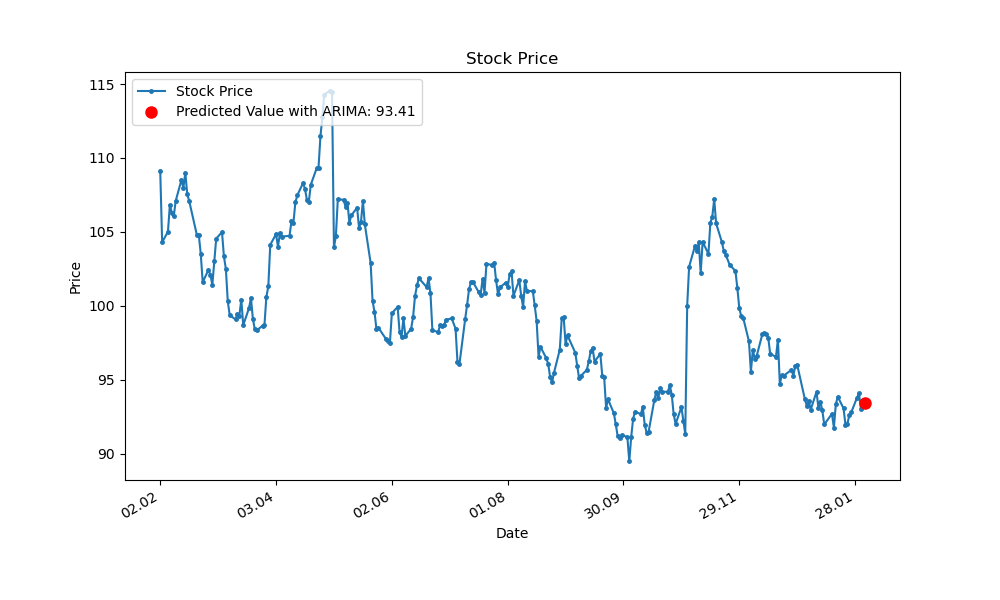 Stock Price
Stock Price
Predicted Value with ARIMA: 93.41
115
110
105
100
95
90
Price
02.02
03.04
02.06
01.08
30.09
29.11
28.01
Date